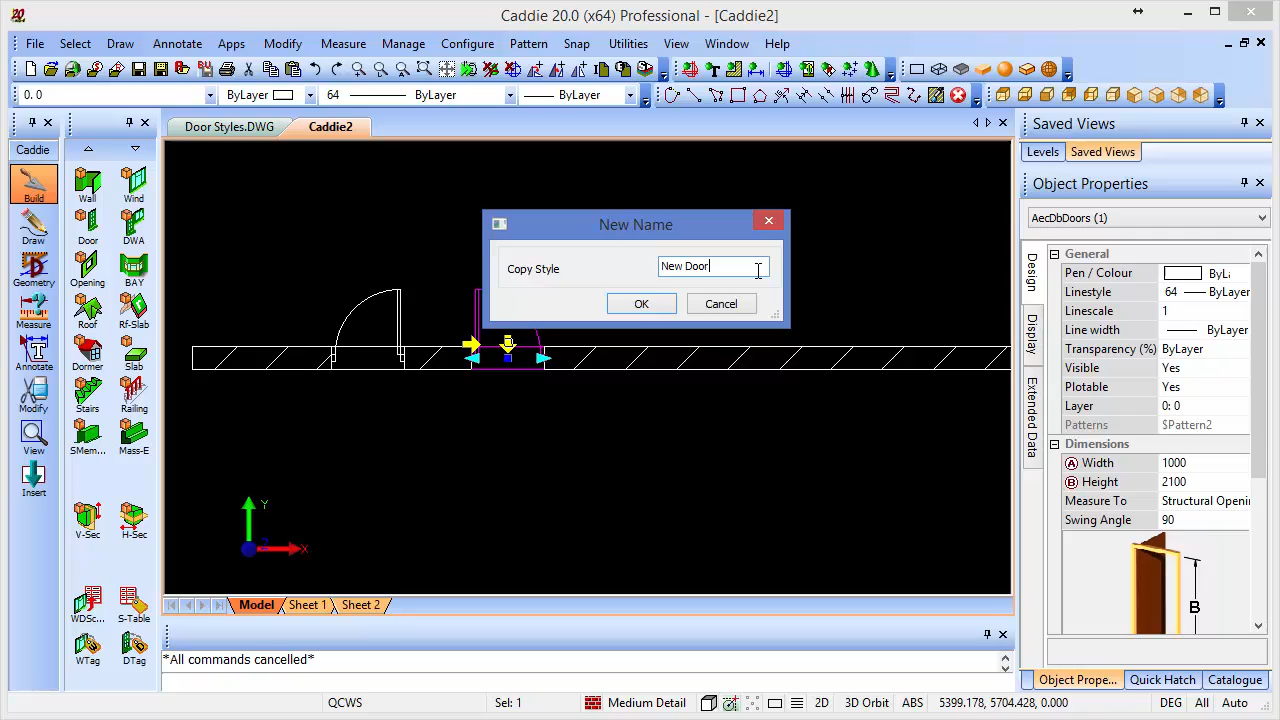 Caddie 20.0 (x64) Professional - [Caddie2]
File Select Draw Annotate Apps Modify Measure Manage Configure Pattern Snap Utilities View Window Help
0. 0 ByLayer 64 ByLayer ByLayer
Caddie
Build
Draw
Geometry
Measure
Annotate
Modify
View
Insert
Wall Wind
Door DWA
Opening BAY
Roof Rf-Slab
Dormer Slab
Stairs Railing
SMem... Mass-E
V-Sec H-Sec
WDSc... S-Table
WTag DTag
Door Styles.DWG Caddie2
New Name
Copy Style New Door
OK Cancel
Y
Z X
Model Sheet 1 Sheet 2
*All commands cancelled*
Saved Views
Levels Saved Views
Object Properties
AecDbDoors (1)
Design
Display
Extended Data
General
Pen / Colour ByLa
Linestyle 64 ByLayer
Linescale 1
Line width ByLayer
Transparency (%) ByLayer
Visible Yes
Plotable Yes
Layer 0: 0
Patterns $Pattern2
Dimensions
A Width 1000
B Height 2100
Measure To Structural Openi
Swing Angle 90
B
Object Prope... Quick Hatch Catalogue
QCWS Sel: 1 Medium Detail 2D 3D Orbit ABS 5399.178, 5704.428, 0.000 DEG All Auto